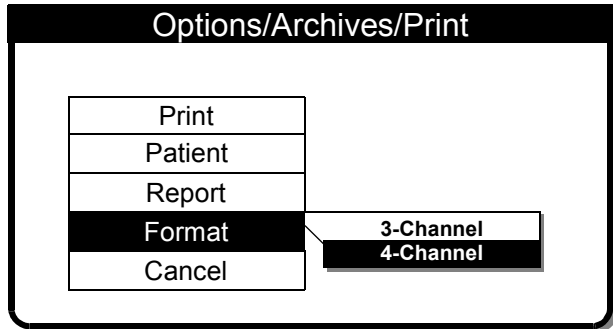 Options/Archives/Print
Print
Patient
Report
Format
3-Channel
4-Channel
Cancel